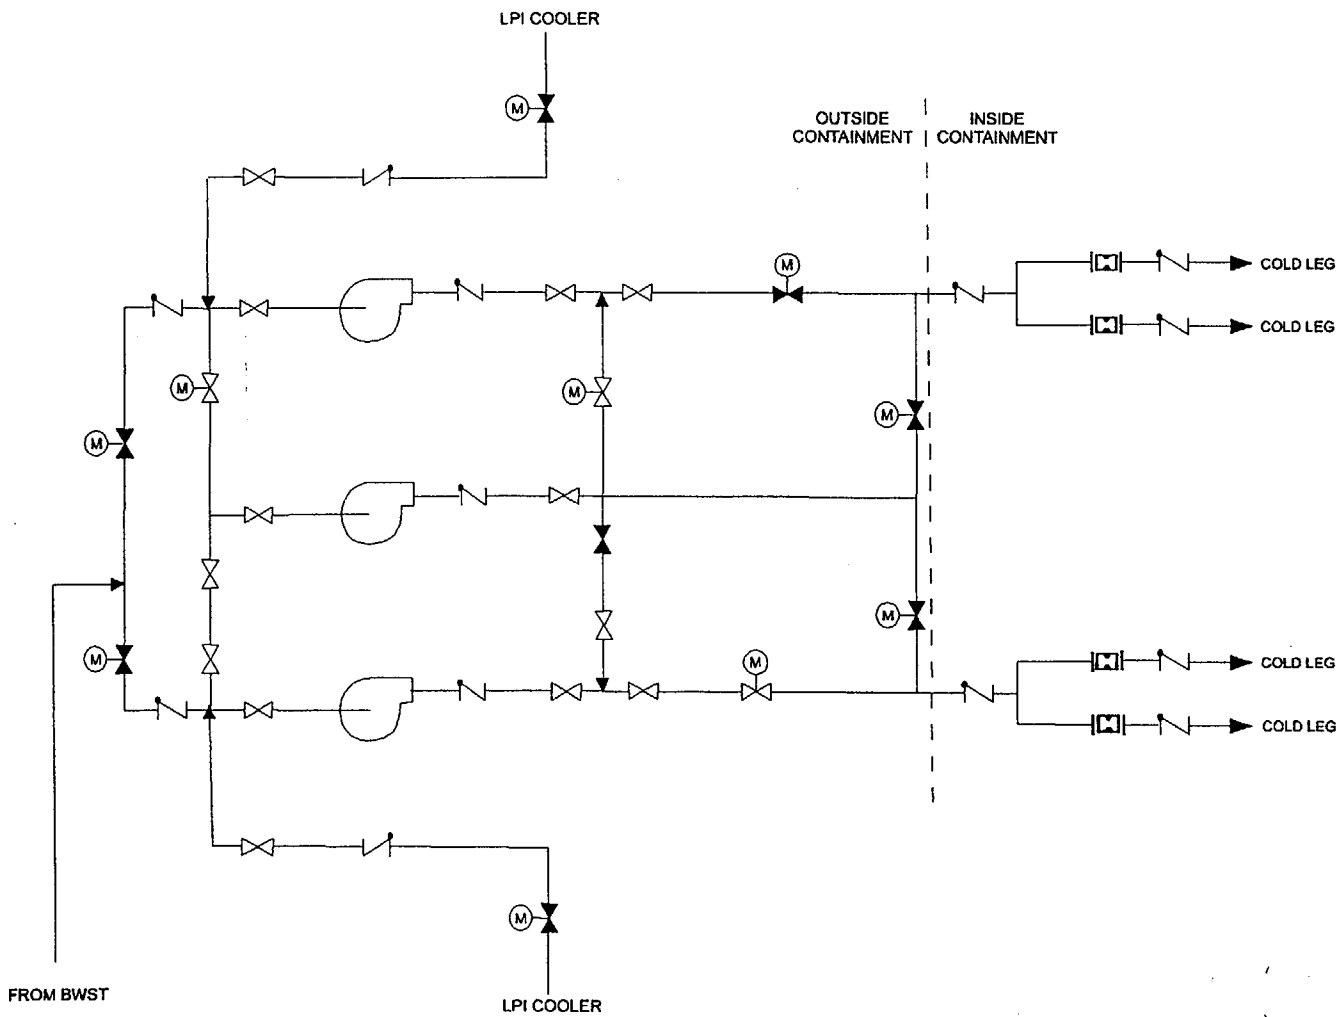 LPI COOLER
M
OUTSIDE
CONTAINMENT
INSIDE
CONTAINMENT
M
COLD LEG
COLD LEG
M
M
M
M
M
M
M
COLD LEG
COLD LEG
M
FROM BWST
LPI COOLER